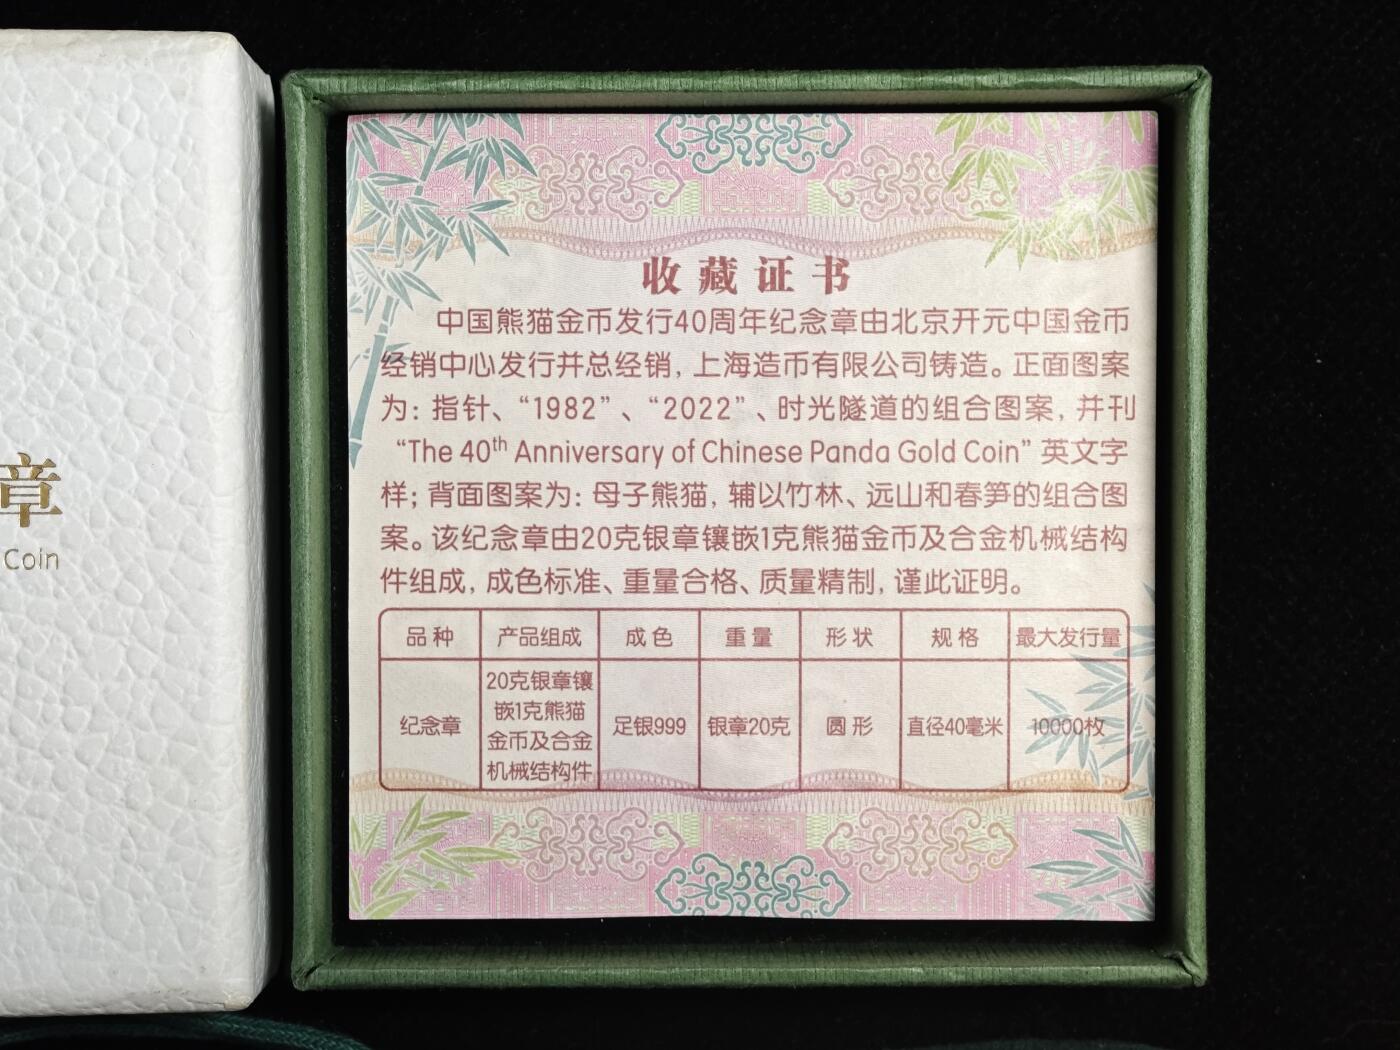 章
Coin
收藏证书
中国熊猫金币发行40周年纪念章由北京开元中国金币
经销中心发行并总经销，上海造币有限公司铸造。正面图案
为：指针、“1982”、“2022”、时光隧道的组合图案，并刊
“The 40th Anniversary of Chinese Panda Gold Coin”英文字
样；背面图案为：母子熊猫，辅以竹林、远山和春笋的组合图
案。该纪念章由20克银章镶嵌1克熊猫金币及合金机械结构
件组成，成色标准、重量合格、质量精制，谨此证明。
品种 产品组成 成色 重量 形状 规格 最大发行量
20克银章镶
嵌1克熊猫
纪念章 足银999 银章20克 圆形 直径40毫米 10000枚
金币及合金
机械结构件